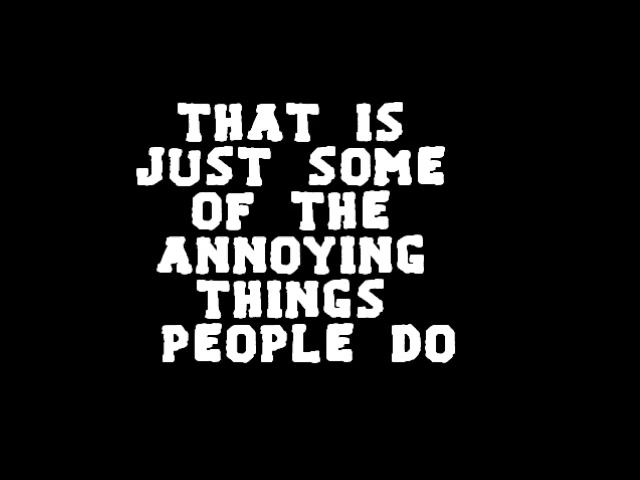 THAT IS
JUST SOME
OF THE
ANNOYING
THINGS
PEOPLE DO